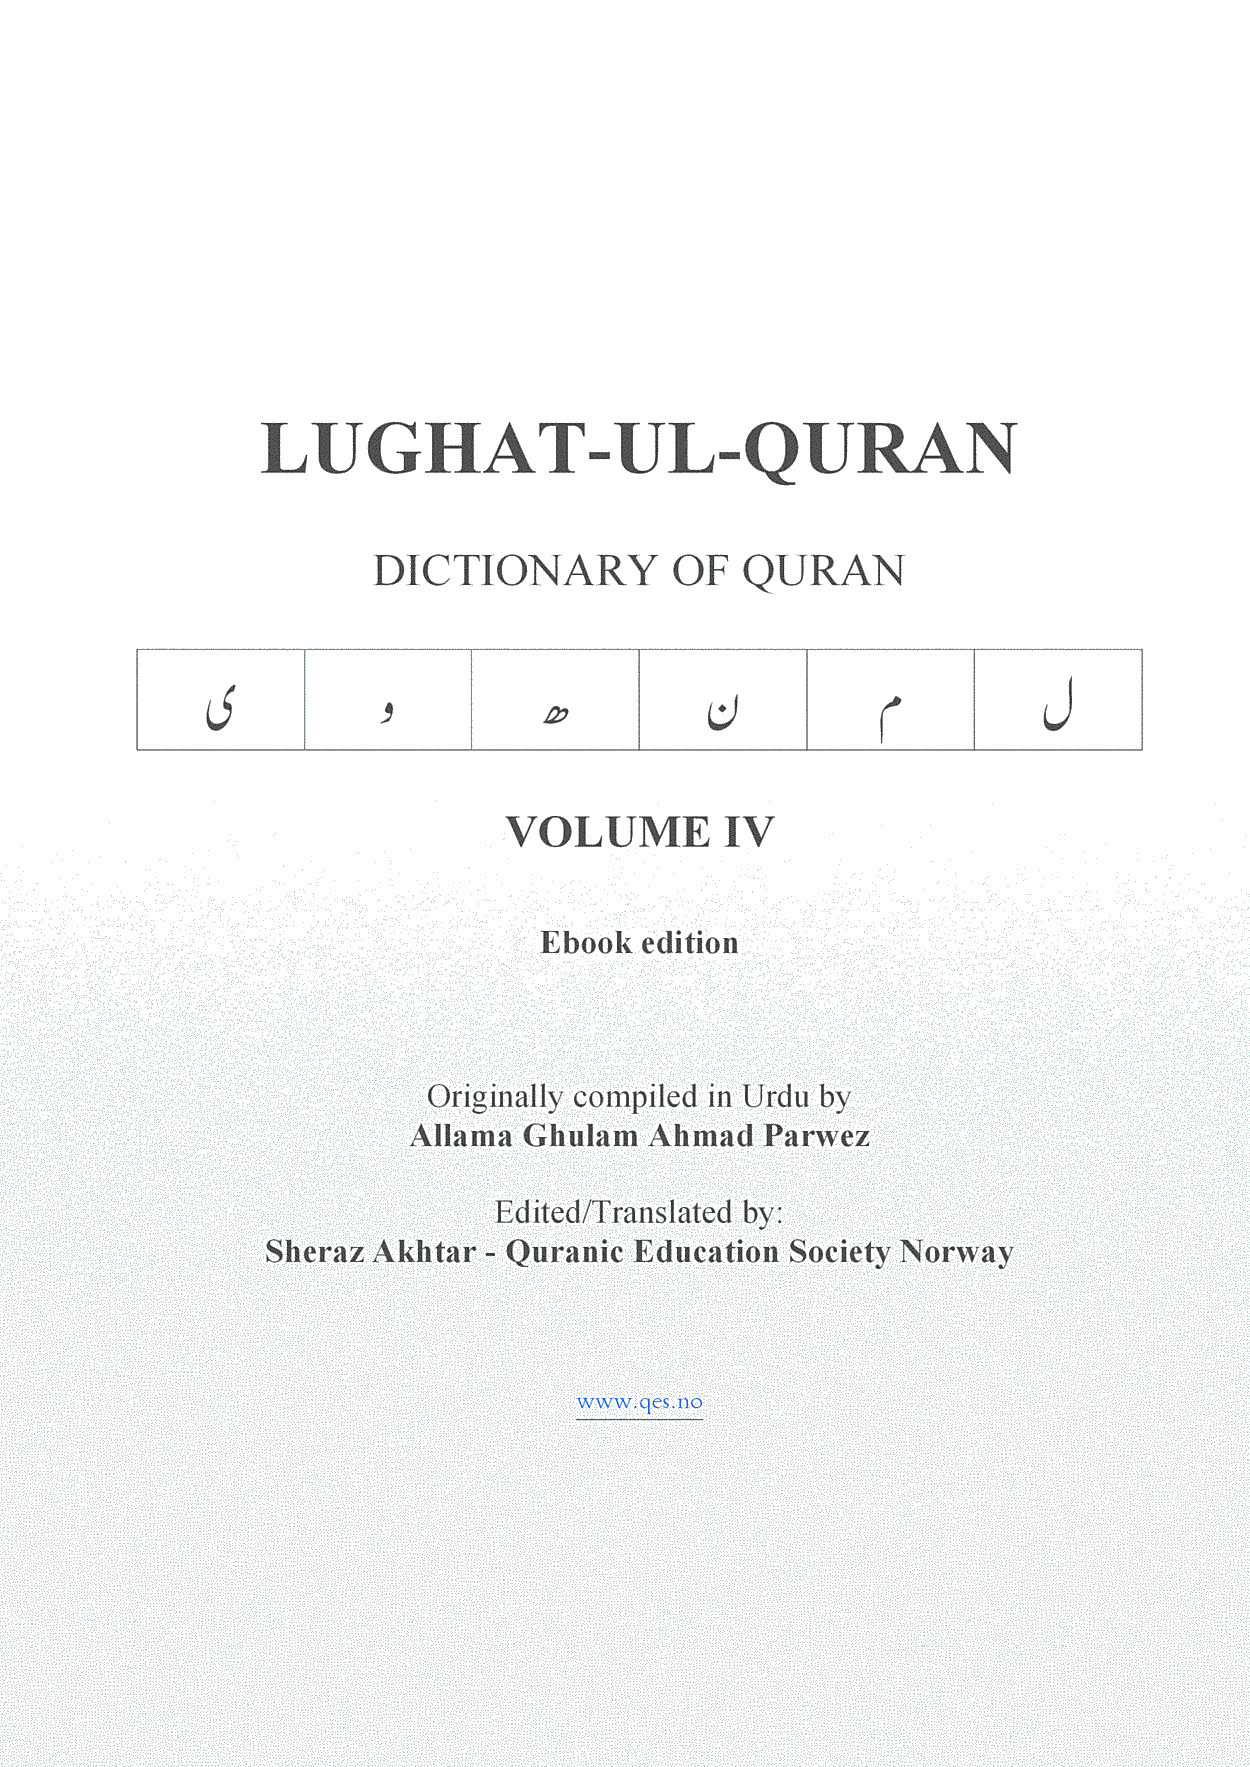 LUGHAT-UL-QURAN
DICTIONARY OF QURAN
ل م ن ھ و ی
VOLUME IV
Ebook edition
Originally compiled in Urdu by
Allama Ghulam Ahmad Parwez
Edited/Translated by:
Sheraz Akhtar - Quranic Education Society Norway
www.qes.no